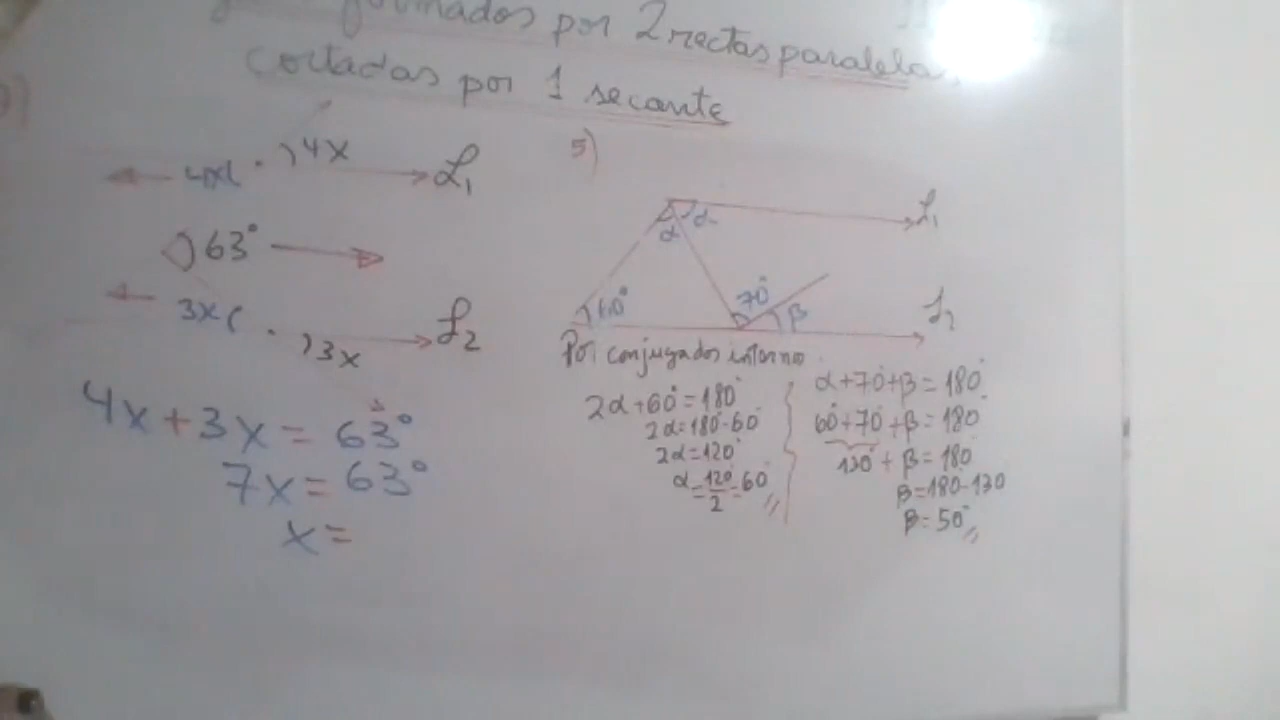 formados por 2 rectas paralela
cortadas por 1 secante
4x )4x L₁
63°
3x( )3x L₂
4x+3x=63°
7x=63°
x=
5)
α α L₁
60° 70° β L₂
Por conjugados interno
2α+60°=180°
2α=180°-60°
2α=120°
α=120°/2=60° //
α+70°+β=180°
60°+70°+β=180
130°+β=180°
β=180°-130
β=50° //